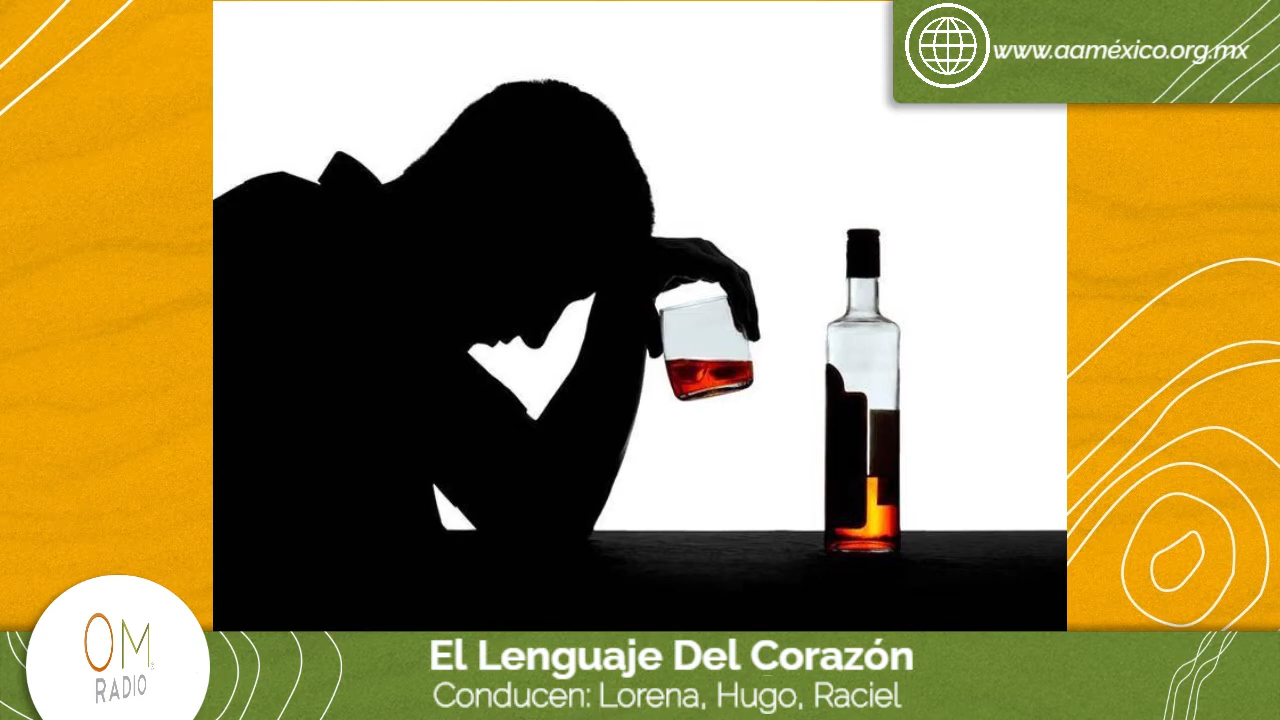 www.aaméxico.org.mx
OM
RADIO
El Lenguaje Del Corazón
Conducen: Lorena, Hugo, Raciel